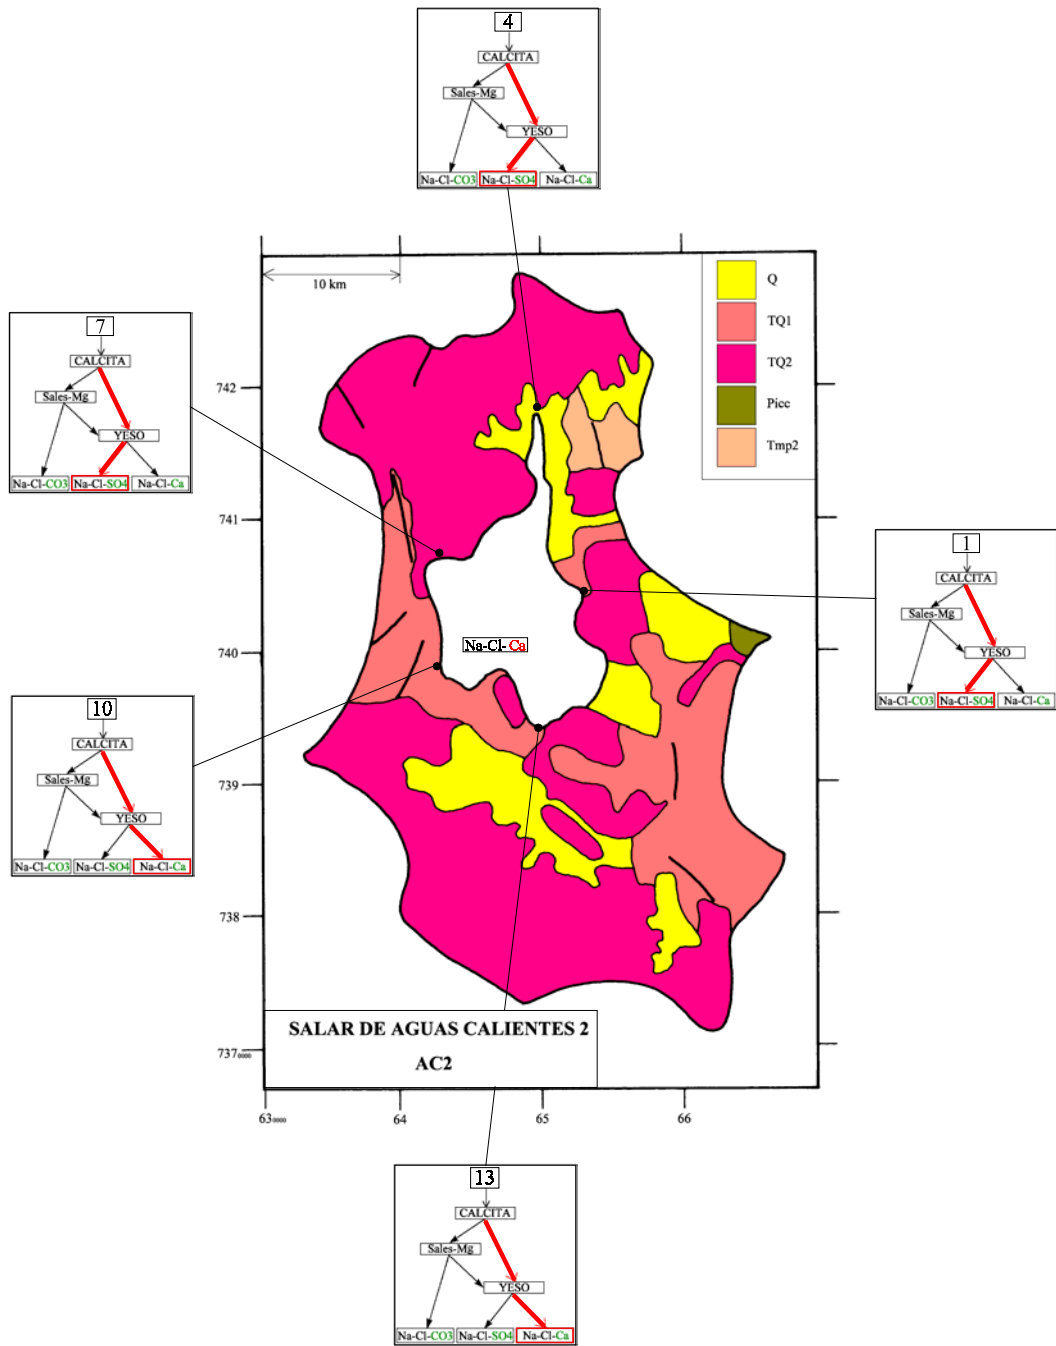 4
CALCITA
Sales-Mg
YESO
Na-Cl-CO3 Na-Cl-SO4 Na-Cl-Ca
10 km
Q
TQ1
TQ2
Picc
Tmp2
7
CALCITA
Sales-Mg
YESO
Na-Cl-CO3 Na-Cl-SO4 Na-Cl-Ca
742
741
740
739
738
7370000
1
CALCITA
Sales-Mg
YESO
Na-Cl-CO3 Na-Cl-SO4 Na-Cl-Ca
Na-Cl-Ca
10
CALCITA
Sales-Mg
YESO
Na-Cl-CO3 Na-Cl-SO4 Na-Cl-Ca
SALAR DE AGUAS CALIENTES 2
AC2
630000 64 65 66
13
CALCITA
Sales-Mg
YESO
Na-Cl-CO3 Na-Cl-SO4 Na-Cl-Ca